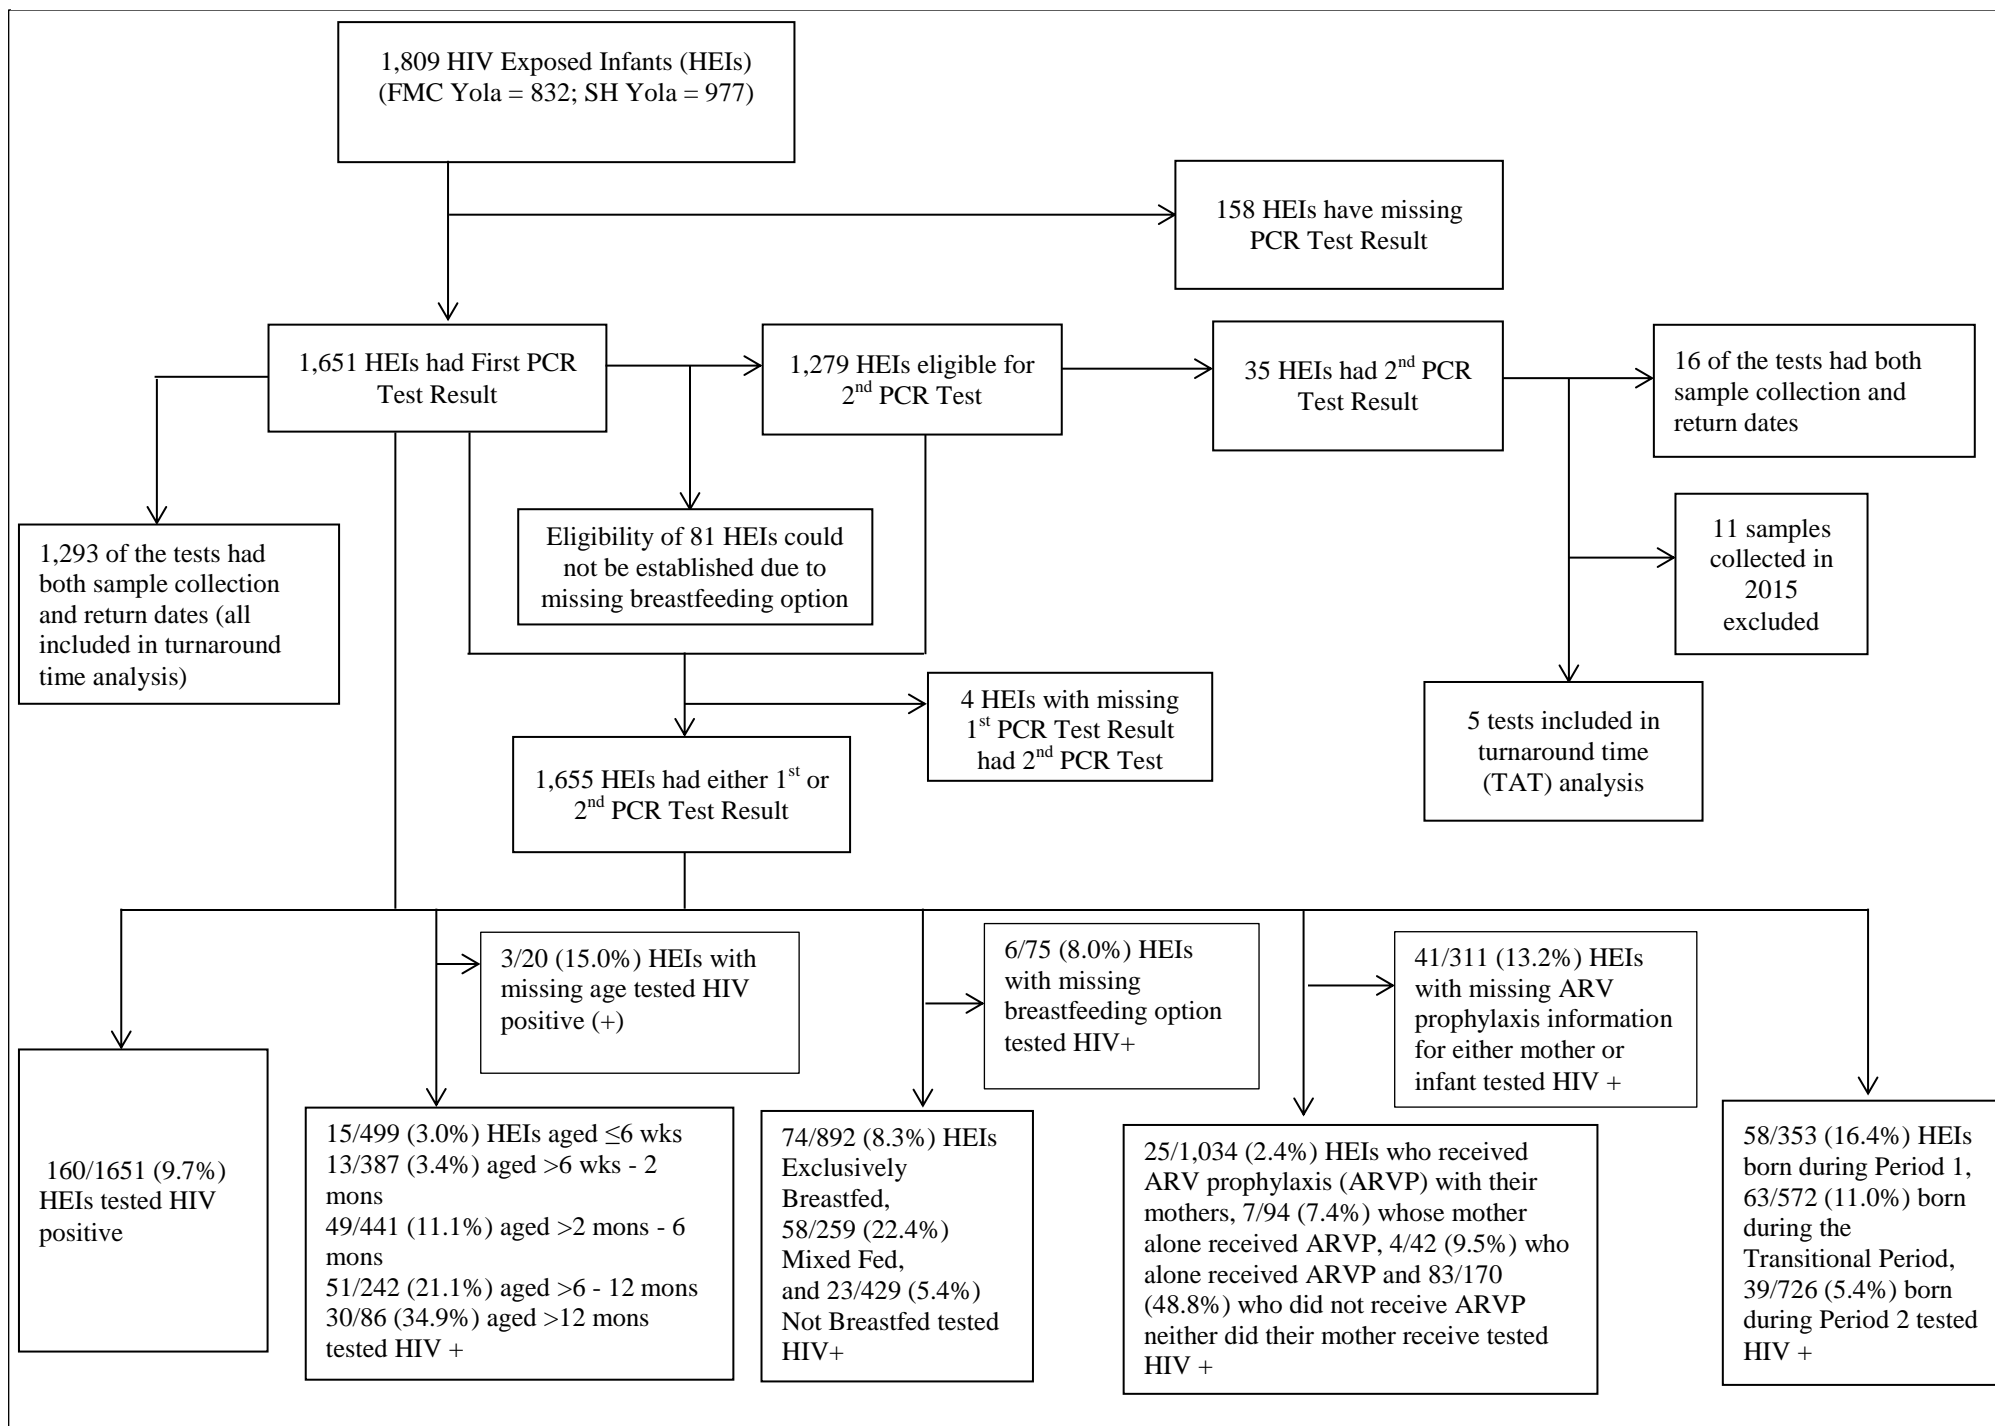 1,809 HIV Exposed Infants (HEIs)
(FMC Yola = 832; SH Yola = 977)
158 HEIs have missing
PCR Test Result
1,651 HEIs had First PCR
Test Result
1,279 HEIs eligible for
2nd PCR Test
35 HEIs had 2nd PCR
Test Result
16 of the tests had both
sample collection and
return dates
1,293 of the tests had
both sample collection
and return dates (all
included in turnaround
time analysis)
Eligibility of 81 HEIs could
not be established due to
missing breastfeeding option
11 samples
collected in
2015
excluded
4 HEIs with missing
1st PCR Test Result
had 2nd PCR Test
5 tests included in
turnaround time
(TAT) analysis
1,655 HEIs had either 1st or
2nd PCR Test Result
3/20 (15.0%) HEIs with
missing age tested HIV
positive (+)
6/75 (8.0%) HEIs
with missing
breastfeeding option
tested HIV+
41/311 (13.2%) HEIs
with missing ARV
prophylaxis information
for either mother or
infant tested HIV +
160/1651 (9.7%)
HEIs tested HIV
positive
15/499 (3.0%) HEIs aged ≤6 wks
13/387 (3.4%) aged >6 wks - 2
mons
49/441 (11.1%) aged >2 mons - 6
mons
51/242 (21.1%) aged >6 - 12 mons
30/86 (34.9%) aged >12 mons
tested HIV +
74/892 (8.3%) HEIs
Exclusively
Breastfed,
58/259 (22.4%)
Mixed Fed,
and 23/429 (5.4%)
Not Breastfed tested
HIV+
25/1,034 (2.4%) HEIs who received
ARV prophylaxis (ARVP) with their
mothers, 7/94 (7.4%) whose mother
alone received ARVP, 4/42 (9.5%) who
alone received ARVP and 83/170
(48.8%) who did not receive ARVP
neither did their mother receive tested
HIV +
58/353 (16.4%) HEIs
born during Period 1,
63/572 (11.0%) born
during the
Transitional Period,
39/726 (5.4%) born
during Period 2 tested
HIV +